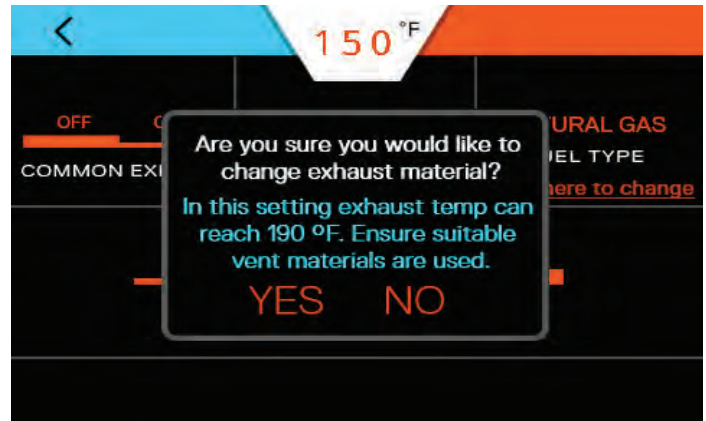 150 °F
OFF
COMMON
URAL GAS
UEL TYPE
here to change
Are you sure you would like to
change exhaust material?
In this setting exhaust temp can
reach 190 ºF. Ensure suitable
vent materials are used.
YES NO